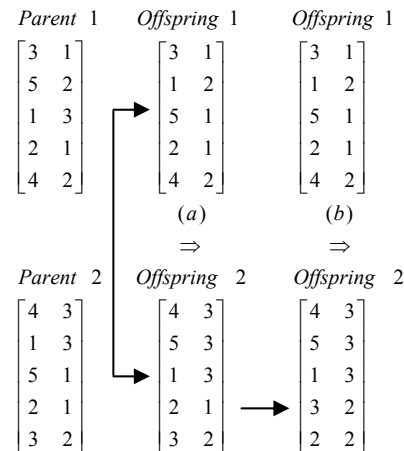 Parent 1 Offspring 1 Offspring 1
3 1 3 1 3 1
5 2 1 2 1 2
1 3 5 1 5 1
2 1 2 1 2 1
4 2 4 2 4 2
(a) (b)
⇒ ⇒
Parent 2 Offspring 2 Offspring 2
4 3 4 3 4 3
1 3 5 3 5 3
5 1 1 3 1 3
2 1 2 1 3 2
3 2 3 2 2 2